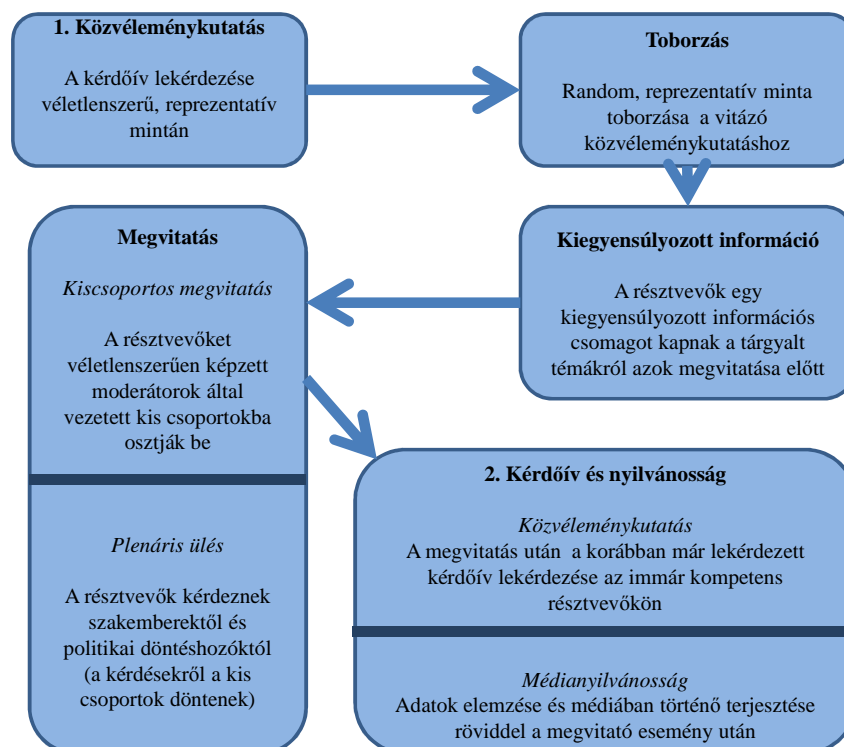 1. Közvéleménykutatás
A kérdőív lekérdezése
véletlenszerű, reprezentatív
mintán
Toborzás
Random, reprezentatív minta
toborzása a vitázó
közvéleménykutatáshoz
Kiegyensúlyozott információ
A résztvevők egy
kiegyensúlyozott információs
csomagot kapnak a tárgyalt
témákról azok megvitatása előtt
Megvitatás
Kiscsoportos megvitatás
A résztvevőket
véletlenszerűen képzett
moderátorok által
vezetett kis csoportokba
osztják be
Plenáris ülés
A résztvevők kérdeznek
szakemberektől és
politikai döntéshozóktól
(a kérdésekről a kis
csoportok döntenek)
2. Kérdőív és nyilvánosság
Közvéleménykutatás
A megvitatás után a korábban már lekérdezett
kérdőív lekérdezése az immár kompetens
résztvevőkön
Médianyilvánosság
Adatok elemzése és médiában történő terjesztése
röviddel a megvitató esemény után